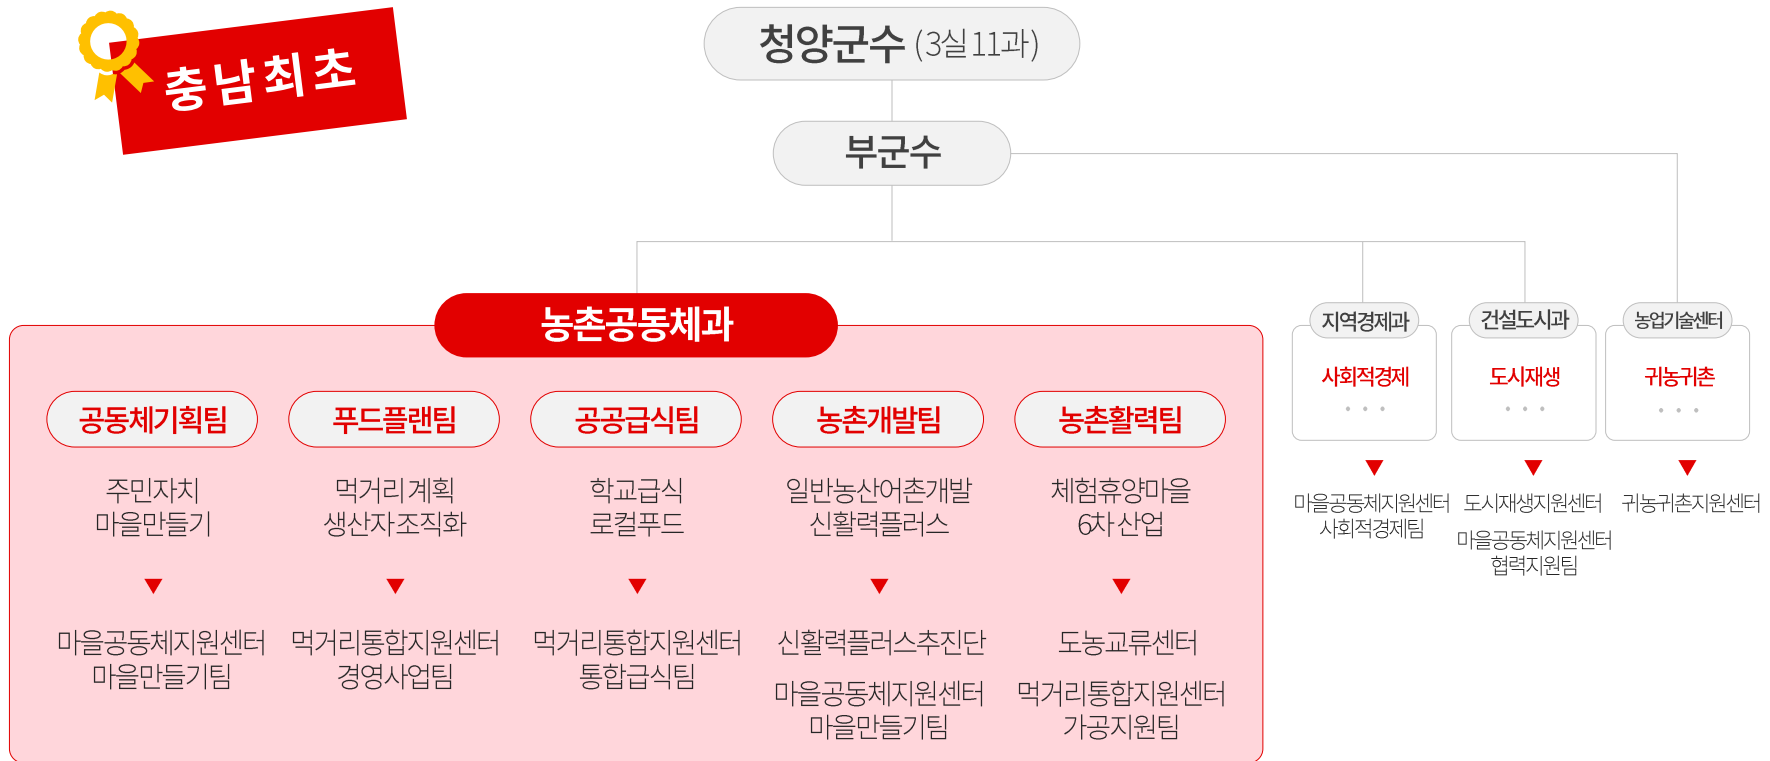 충남최초
청양군수 (3실 11과)
부군수
농촌공동체과
공동체기획팀
주민자치
마을만들기
마을공동체지원센터
마을만들기팀
푸드플랜팀
먹거리 계획
생산자 조직화
먹거리통합지원센터
경영사업팀
공공급식팀
학교급식
로컬푸드
먹거리통합지원센터
통합급식팀
농촌개발팀
일반농산어촌개발
신활력플러스
신활력플러스추진단
마을공동체지원센터
마을만들기팀
농촌활력팀
체험휴양마을
6차 산업
도농교류센터
먹거리통합지원센터
가공지원팀
지역경제과
사회적경제
• • •
마을공동체지원센터
사회적경제팀
건설도시과
도시재생
• • •
도시재생지원센터
마을공동체지원센터
협력지원팀
농업기술센터
귀농귀촌
• • •
귀농귀촌지원센터